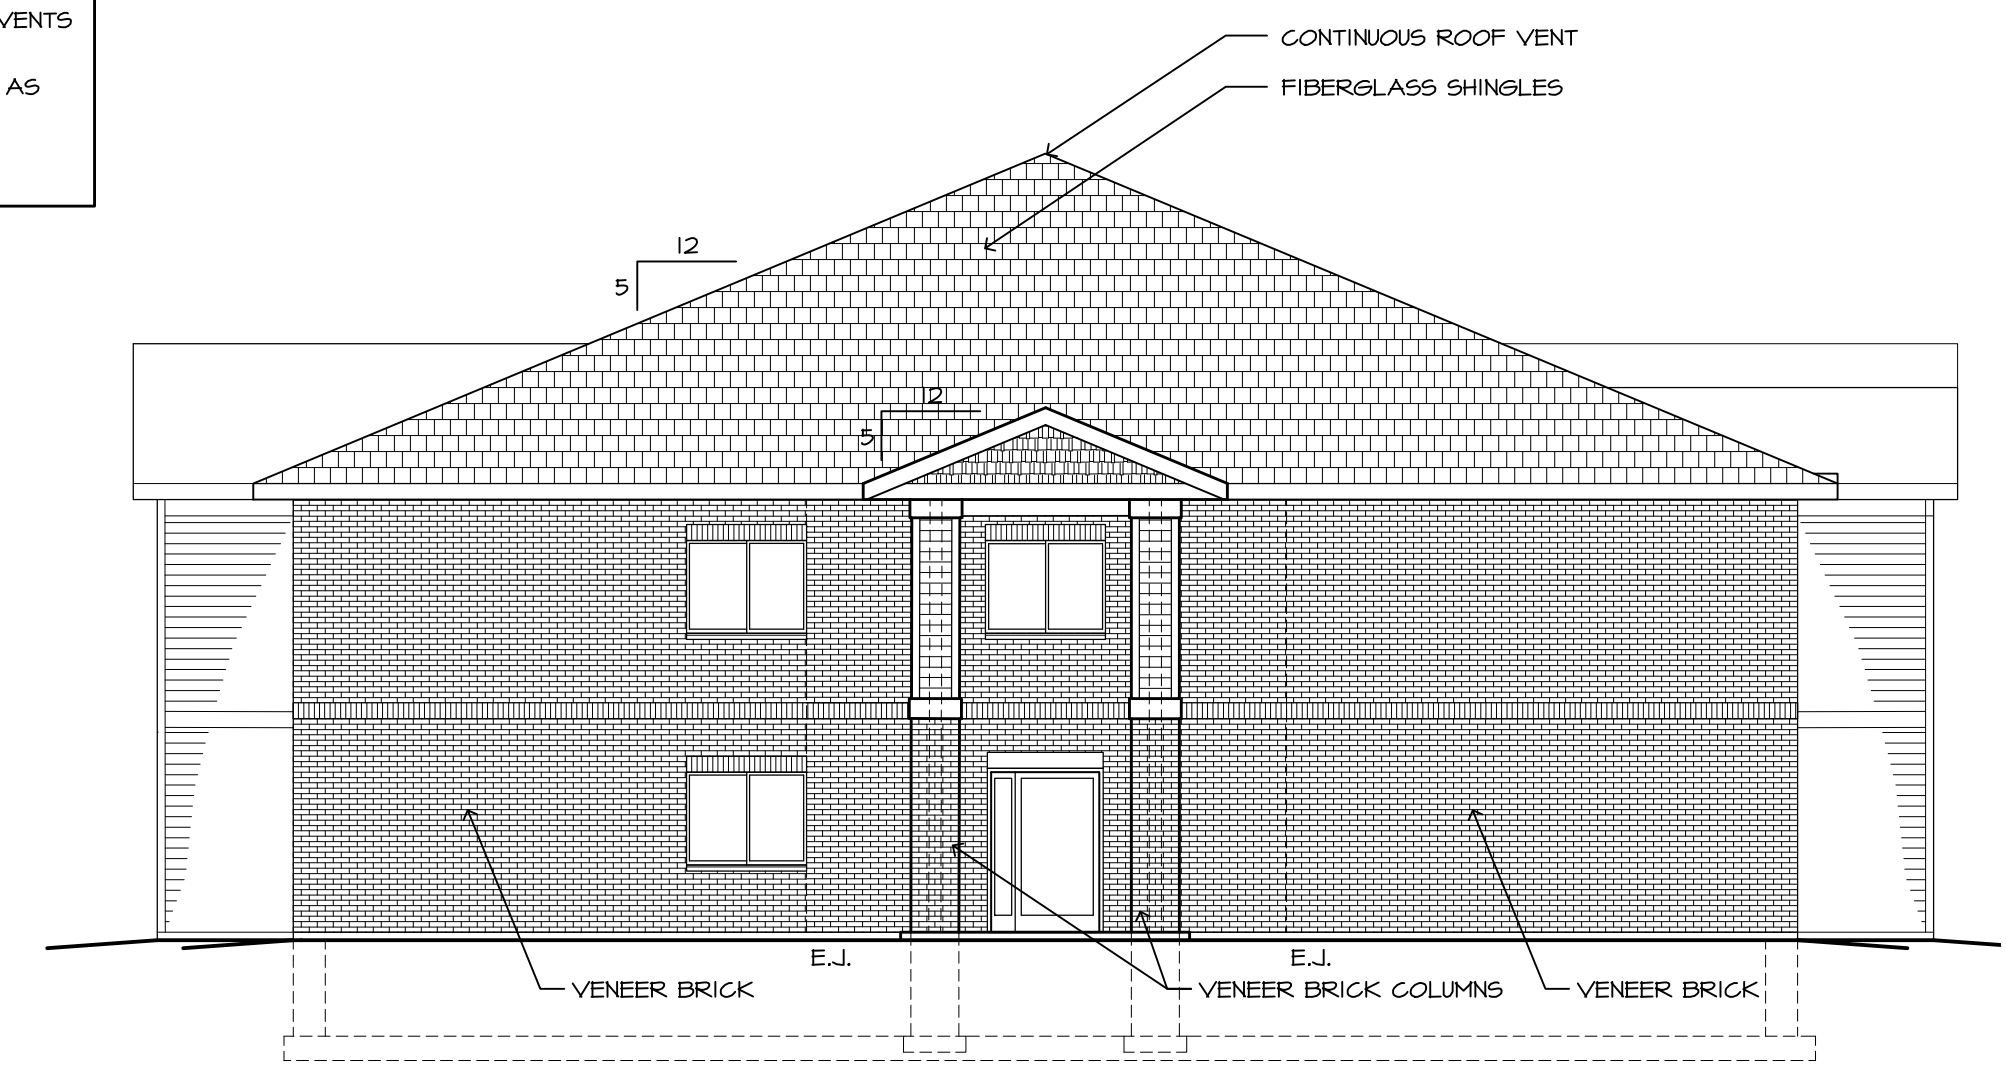 VENTS
AS
CONTINUOUS ROOF VENT
FIBERGLASS SHINGLES
12
5
12
5
E.J.
E.J.
VENEER BRICK
VENEER BRICK COLUMNS
VENEER BRICK